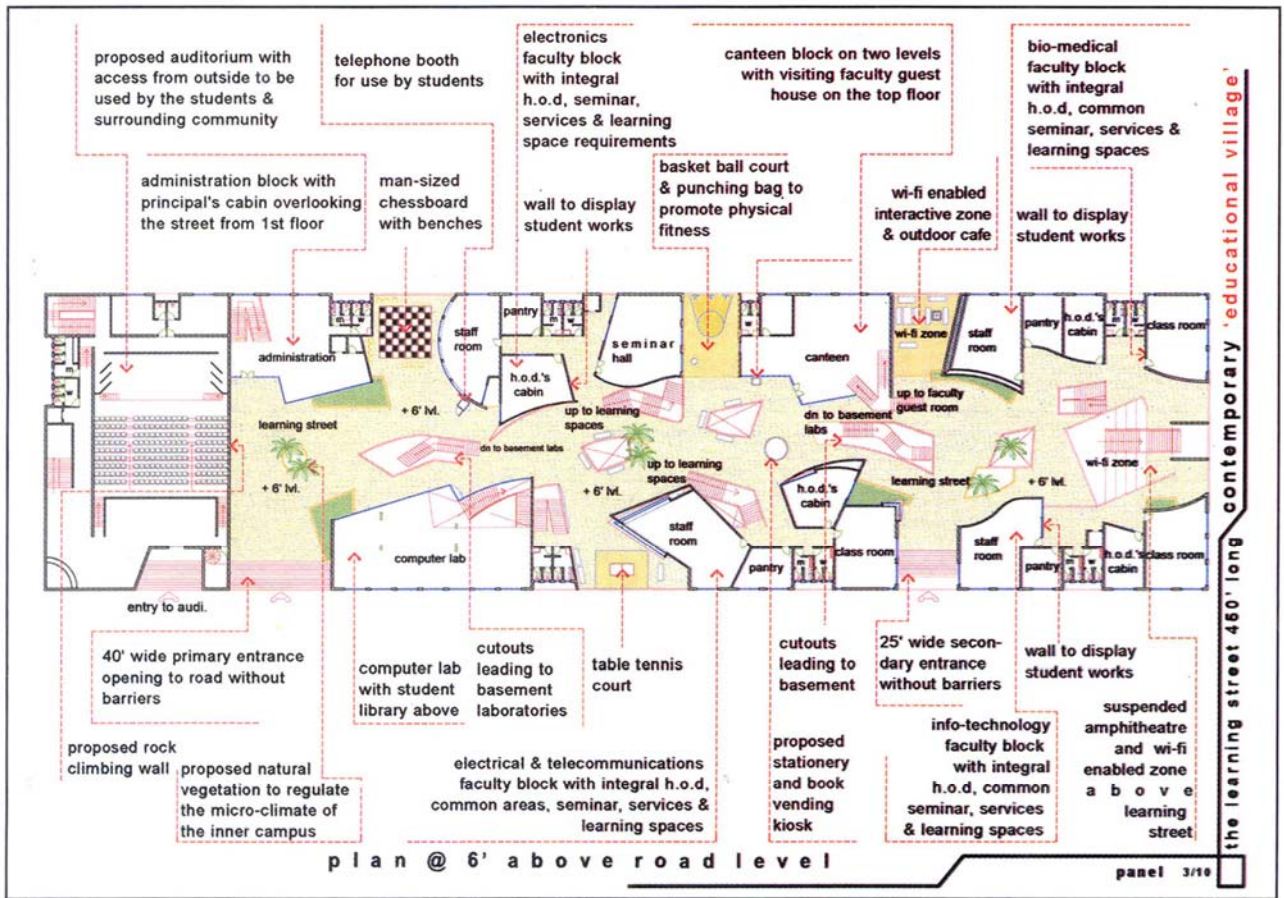 proposed auditorium with
access from outside to be
used by the students &
surrounding community
telephone booth
for use by students
electronics
faculty block
with integral
h.o.d, seminar,
services & learning
space requirements
canteen block on two levels
with visiting faculty guest
house on the top floor
bio-medical
faculty block
with integral
h.o.d, common
seminar, services &
learning spaces
administration block with
principal's cabin overlooking
the street from 1st floor
man-sized
chessboard
with benches
wall to display
student works
basket ball court
& punching bag to
promote physical
fitness
wi-fi enabled
interactive zone
& outdoor cafe
wall to display
student works
administration
m
w
staff
room
pantry
m
w
h.o.d.'s
cabin
seminar
hall
canteen
wi-fi zone
staff
room
pantry
h.o.d.'s
cabin
m
w
class room
m
w
learning street
+ 6' lvl.
+ 6' lvl.
dn to basement labs
up to learning
spaces
up to learning
spaces
+ 6' lvl.
dn to basement
labs
up to faculty
guest room
learning street
+ 6' lvl.
wi-fi zone
computer lab
staff
room
pantry
m
w
h.o.d.'s
cabin
class room
staff
room
pantry
m
w
h.o.d.'s
cabin
class room
entry to audi.
40' wide primary entrance
opening to road without
barriers
computer lab
with student
library above
cutouts
leading to
basement
laboratories
table tennis
court
cutouts
leading to
basement
25' wide secon-
dary entrance
without barriers
wall to display
student works
proposed rock
climbing wall
proposed natural
vegetation to regulate
the micro-climate of
the inner campus
electrical & telecommunications
faculty block with integral h.o.d,
common areas, seminar, services &
learning spaces
proposed
stationery
and book
vending
kiosk
info-technology
faculty block
with integral
h.o.d, common
seminar, services
& learning spaces
suspended
amphitheatre
and wi-fi
enabled zone
above
learning
street
plan @ 6' above road level
panel 3/10
the learning street 460' long contemporary 'educational village'